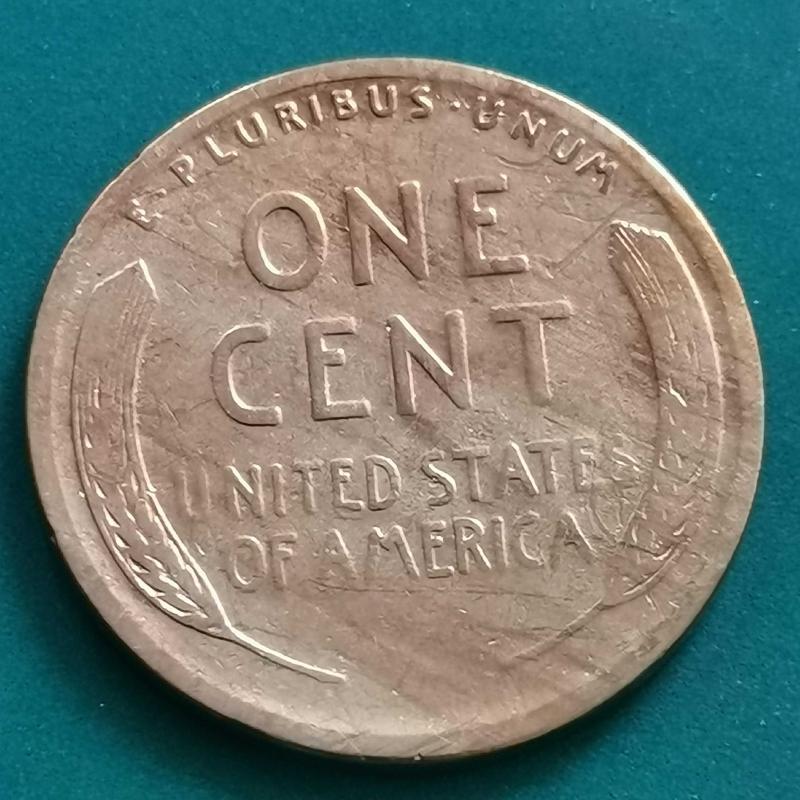 E·PLURIBUS·UNUM
ONE
CENT
UNITED STATES
OF AMERICA